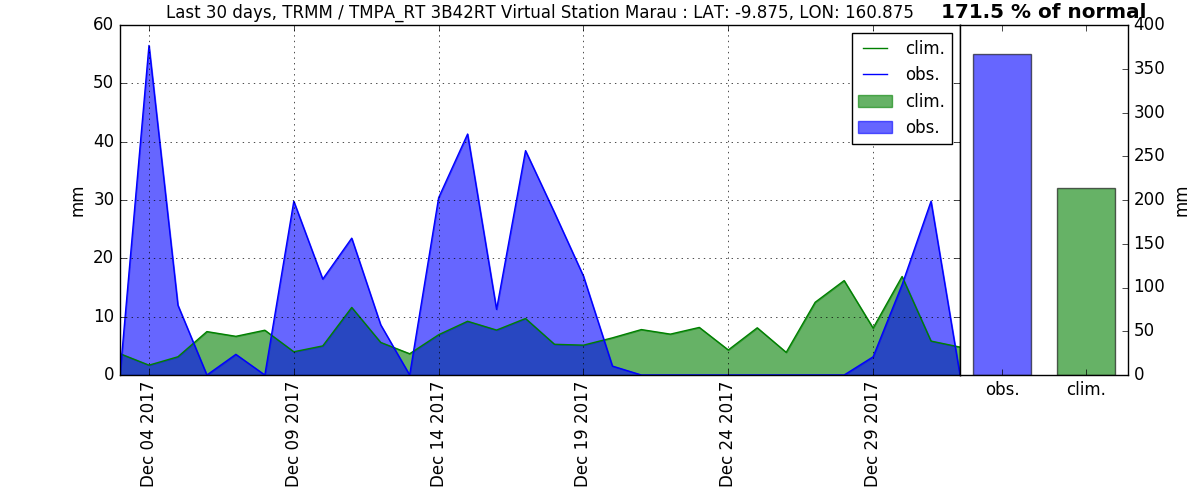 Last 30 days, TRMM / TMPA_RT 3B42RT Virtual Station Marau : LAT: -9.875, LON: 160.875
171.5 % of normal
60
50
40
30
20
10
0
mm
clim.
obs.
clim.
obs.
400
350
300
250
200
150
100
50
0
mm
Dec 04 2017
Dec 09 2017
Dec 14 2017
Dec 19 2017
Dec 24 2017
Dec 29 2017
obs.
clim.